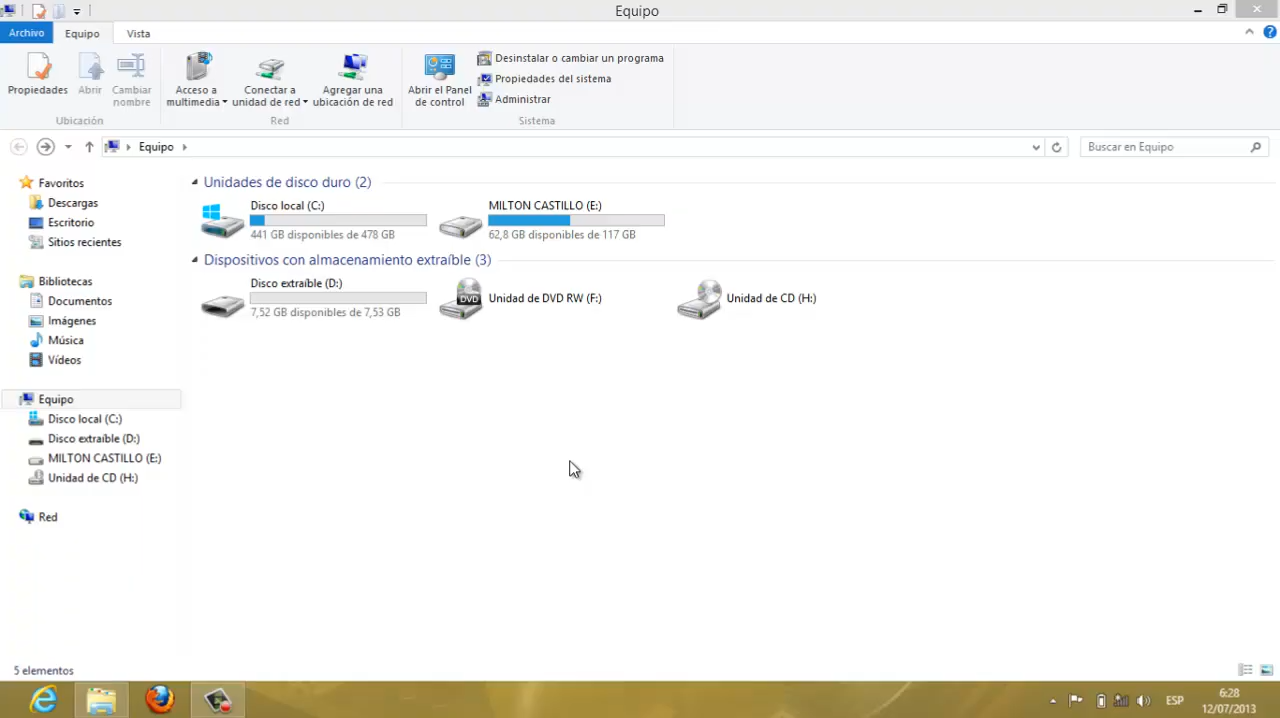 Equipo
Archivo Equipo Vista
Propiedades
Abrir
Cambiar
nombre
Ubicación
Acceso a
multimedia
Conectar a
unidad de red
Agregar una
ubicación de red
Red
Abrir el Panel
de control
Desinstalar o cambiar un programa
Propiedades del sistema
Administrar
Sistema
Equipo
Buscar en Equipo
Favoritos
Descargas
Escritorio
Sitios recientes
Bibliotecas
Documentos
Imágenes
Música
Vídeos
Equipo
Disco local (C:)
Disco extraíble (D:)
MILTON CASTILLO (E:)
Unidad de CD (H:)
Red
Unidades de disco duro (2)
Disco local (C:)
441 GB disponibles de 478 GB
MILTON CASTILLO (E:)
62,8 GB disponibles de 117 GB
Dispositivos con almacenamiento extraíble (3)
Disco extraíble (D:)
7,52 GB disponibles de 7,53 GB
DVD
Unidad de DVD RW (F:)
Unidad de CD (H:)
5 elementos
ESP
6:28
12/07/2013